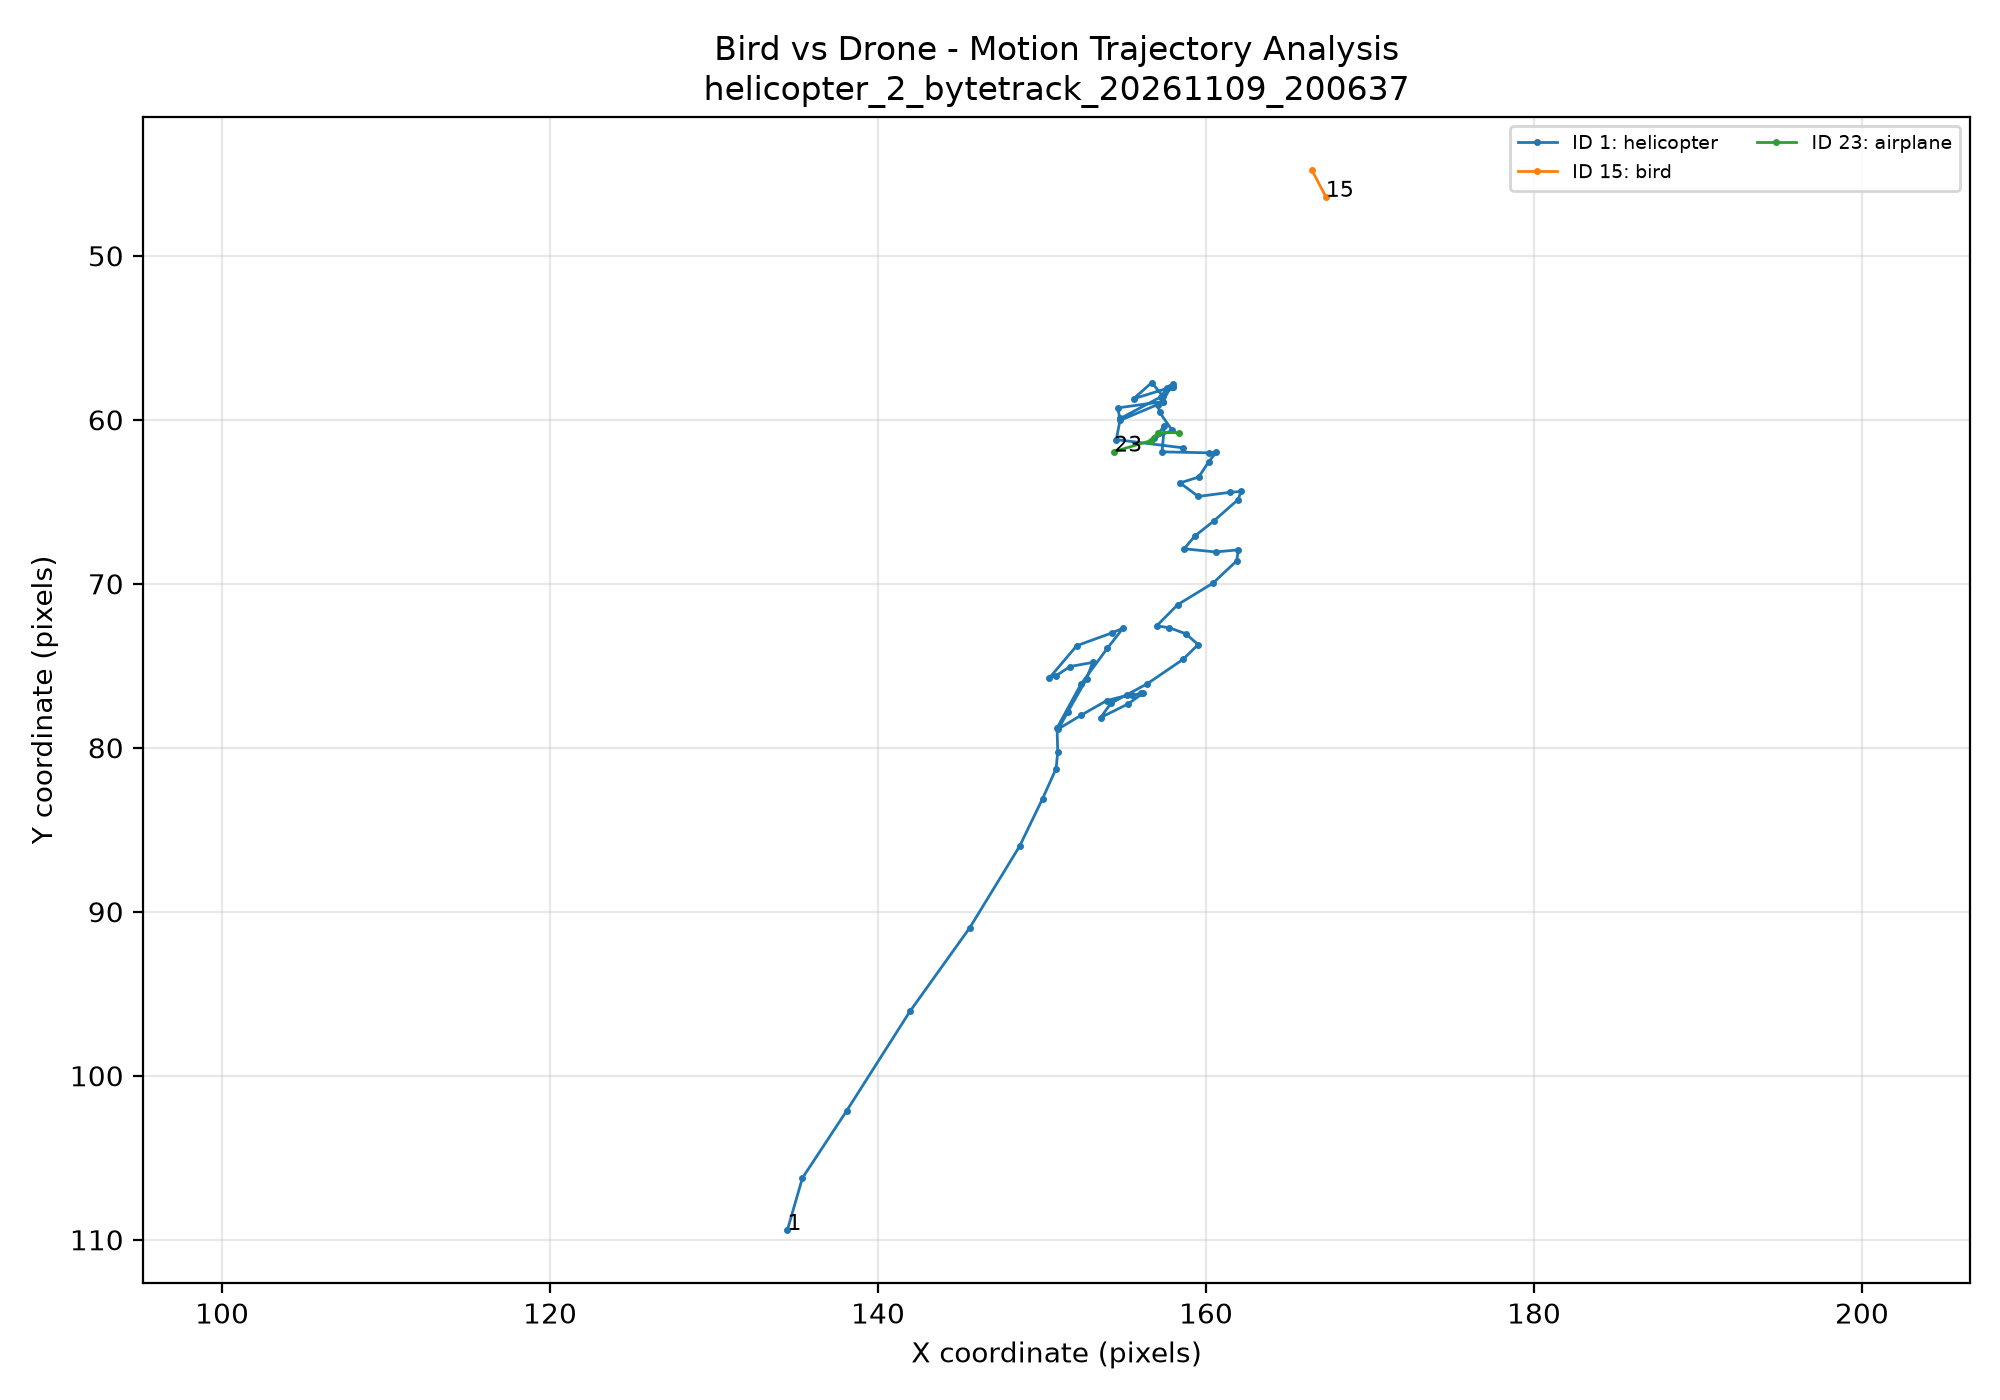 Bird vs Drone - Motion Trajectory Analysis
helicopter_2_bytetrack_20261109_200637
ID 1: helicopter
ID 15: bird
ID 23: airplane
15
23
1
Y coordinate (pixels)
50
60
70
80
90
100
110
100
120
140
160
180
200
X coordinate (pixels)